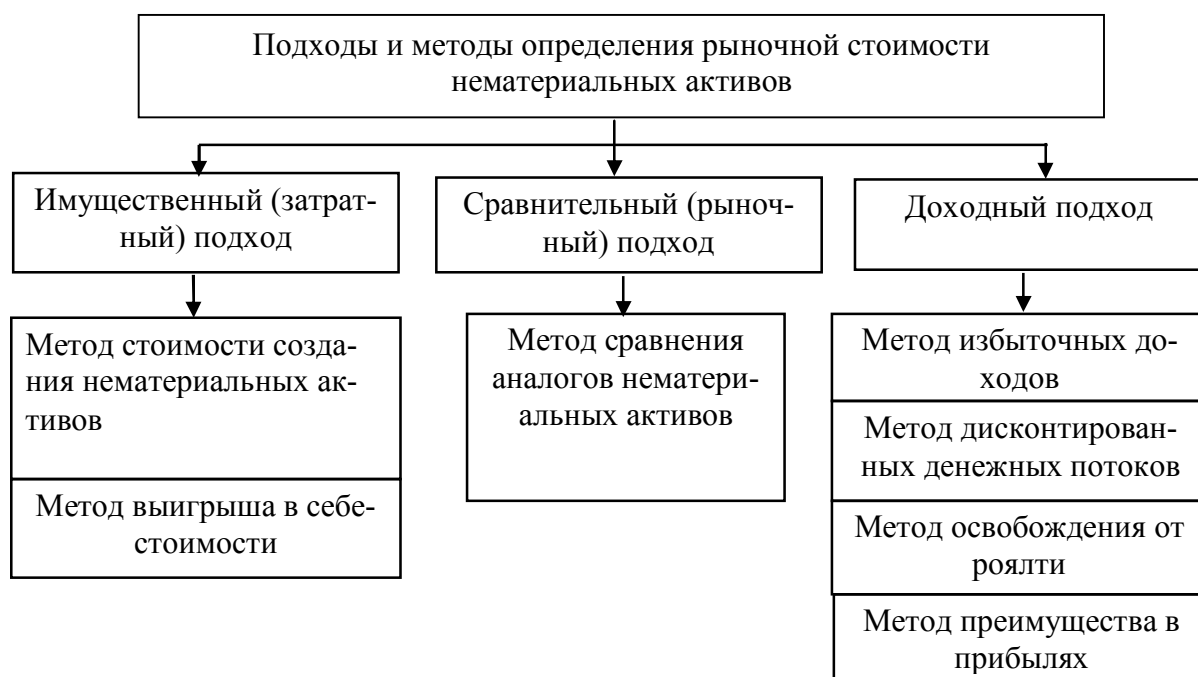 Подходы и методы определения рыночной стоимости
нематериальных активов
Имущественный (затрат-
ный) подход
Сравнительный (рыноч-
ный) подход
Доходный подход
Метод стоимости созда-
ния нематериальных ак-
тивов
Метод выигрыша в себе-
стоимости
Метод сравнения
аналогов нематери-
альных активов
Метод избыточных до-
ходов
Метод дисконтирован-
ных денежных потоков
Метод освобождения от
роялти
Метод преимущества в
прибылях